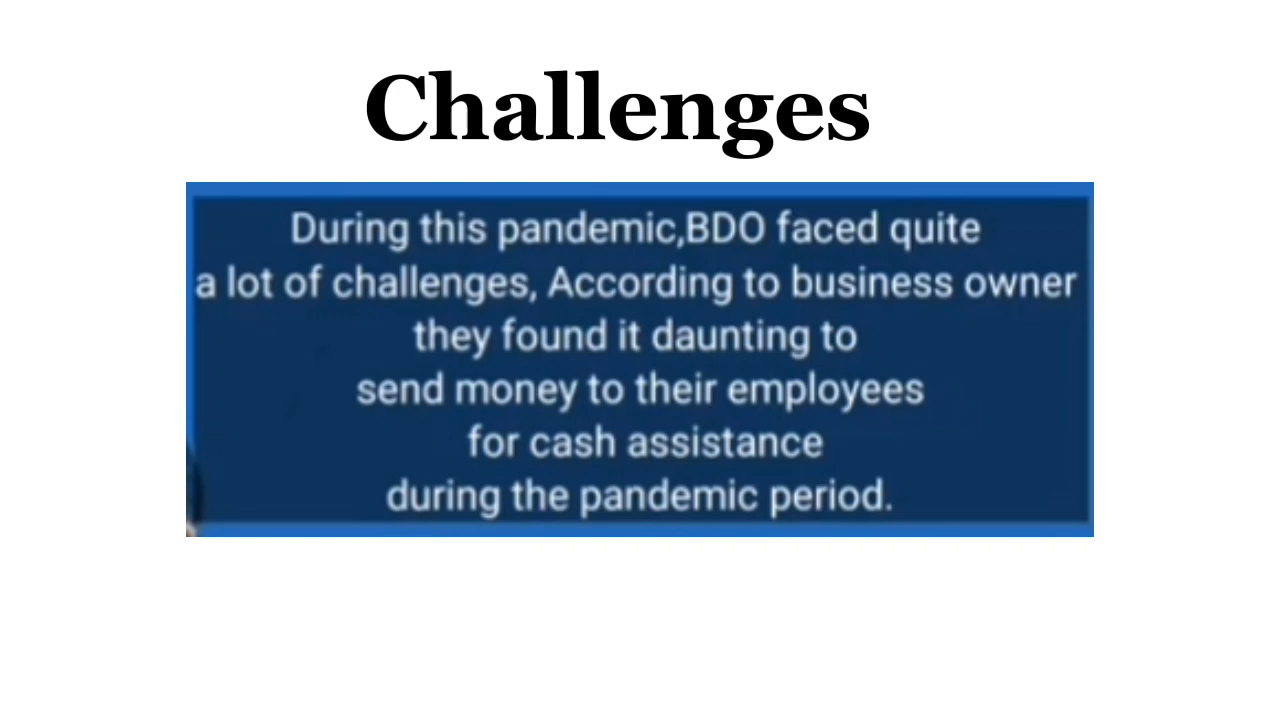 Challenges
During this pandemic,BDO faced quite
a lot of challenges, According to business owner
they found it daunting to
send money to their employees
for cash assistance
during the pandemic period.